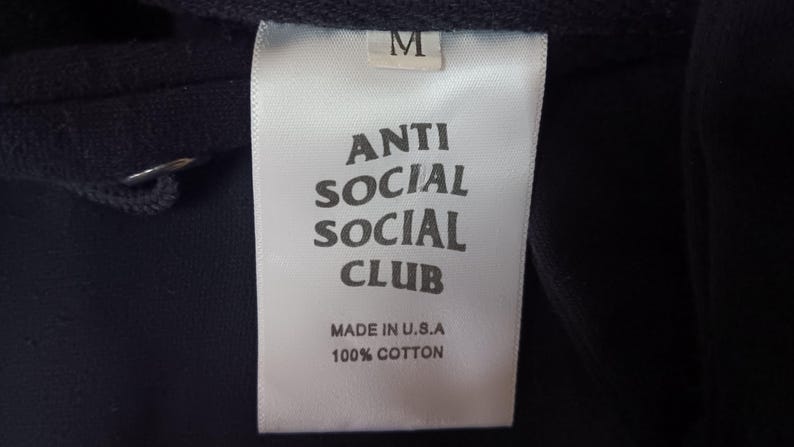 M
ANTI
SOCIAL
SOCIAL
CLUB
MADE IN U.S.A
100% COTTON